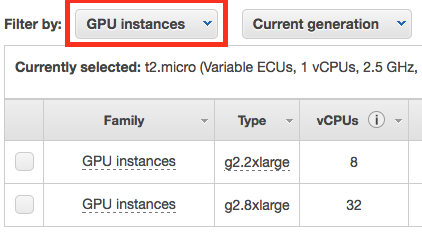 Filter by: GPU instances Current generation
Currently selected: t2.micro (Variable ECUs, 1 vCPUs, 2.5 GHz,
Family Type vCPUs i
GPU instances g2.2xlarge 8
GPU instances g2.8xlarge 32